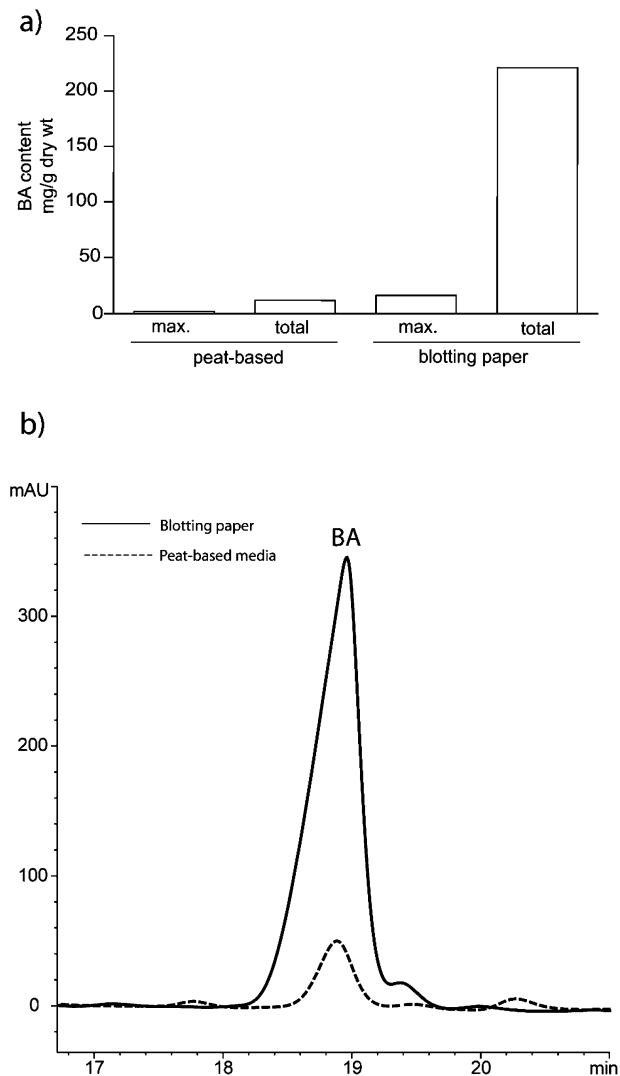 a)
250
200
150
100
50
0
BA content
mg/g dry wt
max. total max. total
peat-based blotting paper
b)
mAU
Blotting paper
Peat-based media
BA
300
200
100
0
17 18 19 20 min